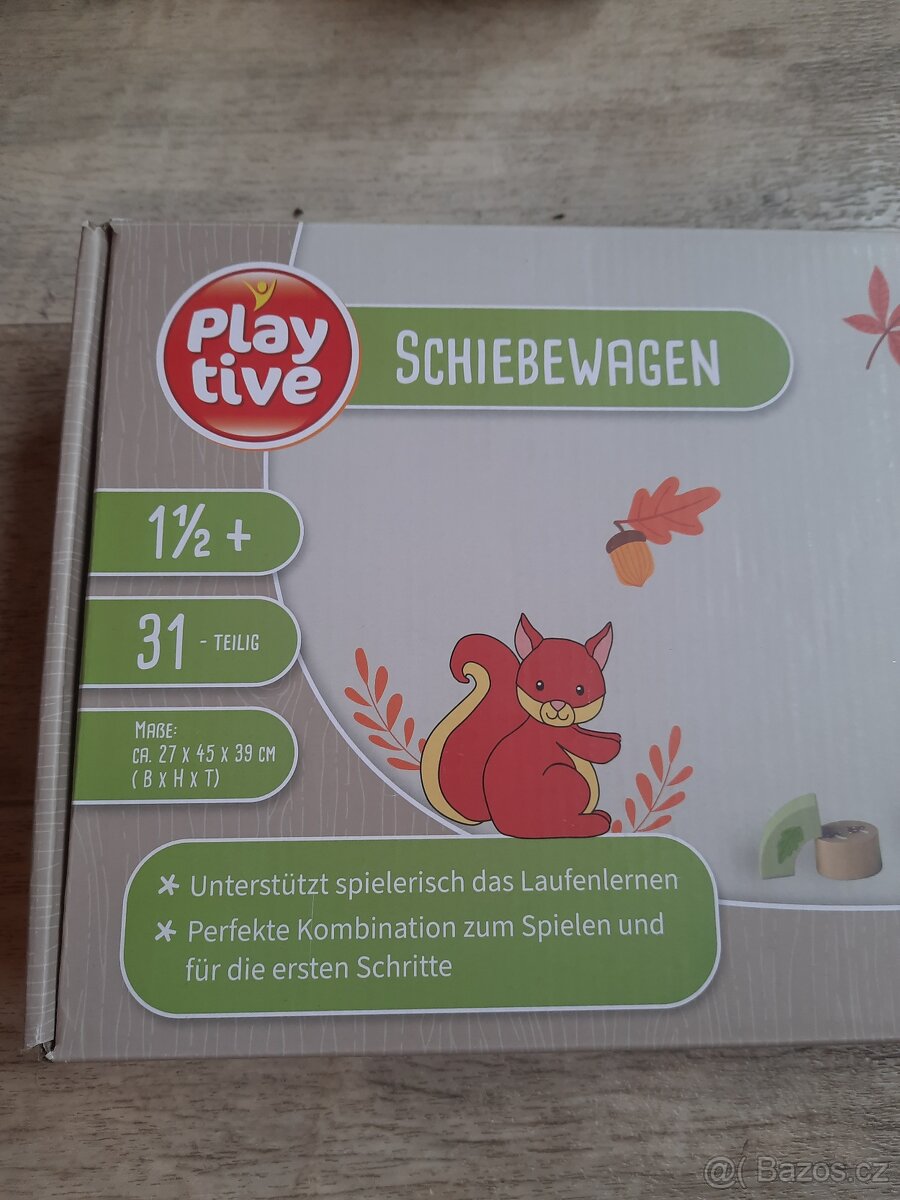 Play
tive
SCHIEBEWAGEN
1½ +
31 - TEILIG
MAßE:
CA. 27 X 45 X 39 CM
( B X H X T )
* Unterstützt spielerisch das Laufenlernen
* Perfekte Kombination zum Spielen und
für die ersten Schritte
@( Bazos.cz